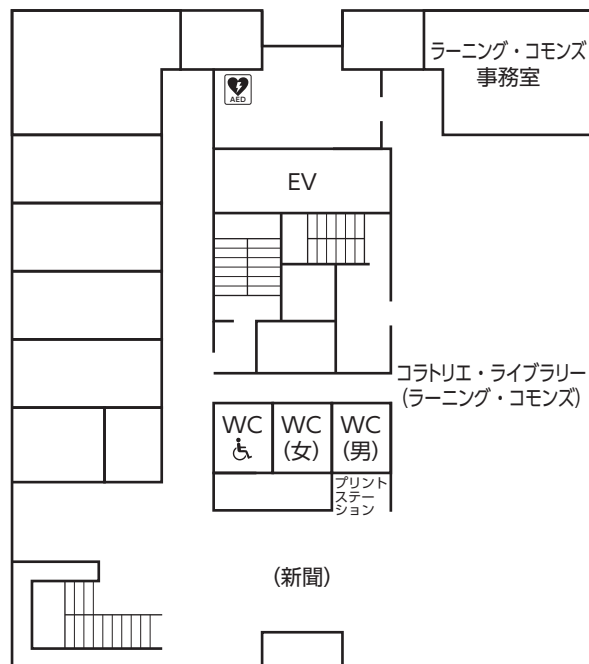 ラーニング・コモンズ
事務室
AED
EV
コラトリエ・ライブラリー
(ラーニング・コモンズ)
WC
WC
(女)
WC
(男)
プリント
ステー
ション
(新聞)